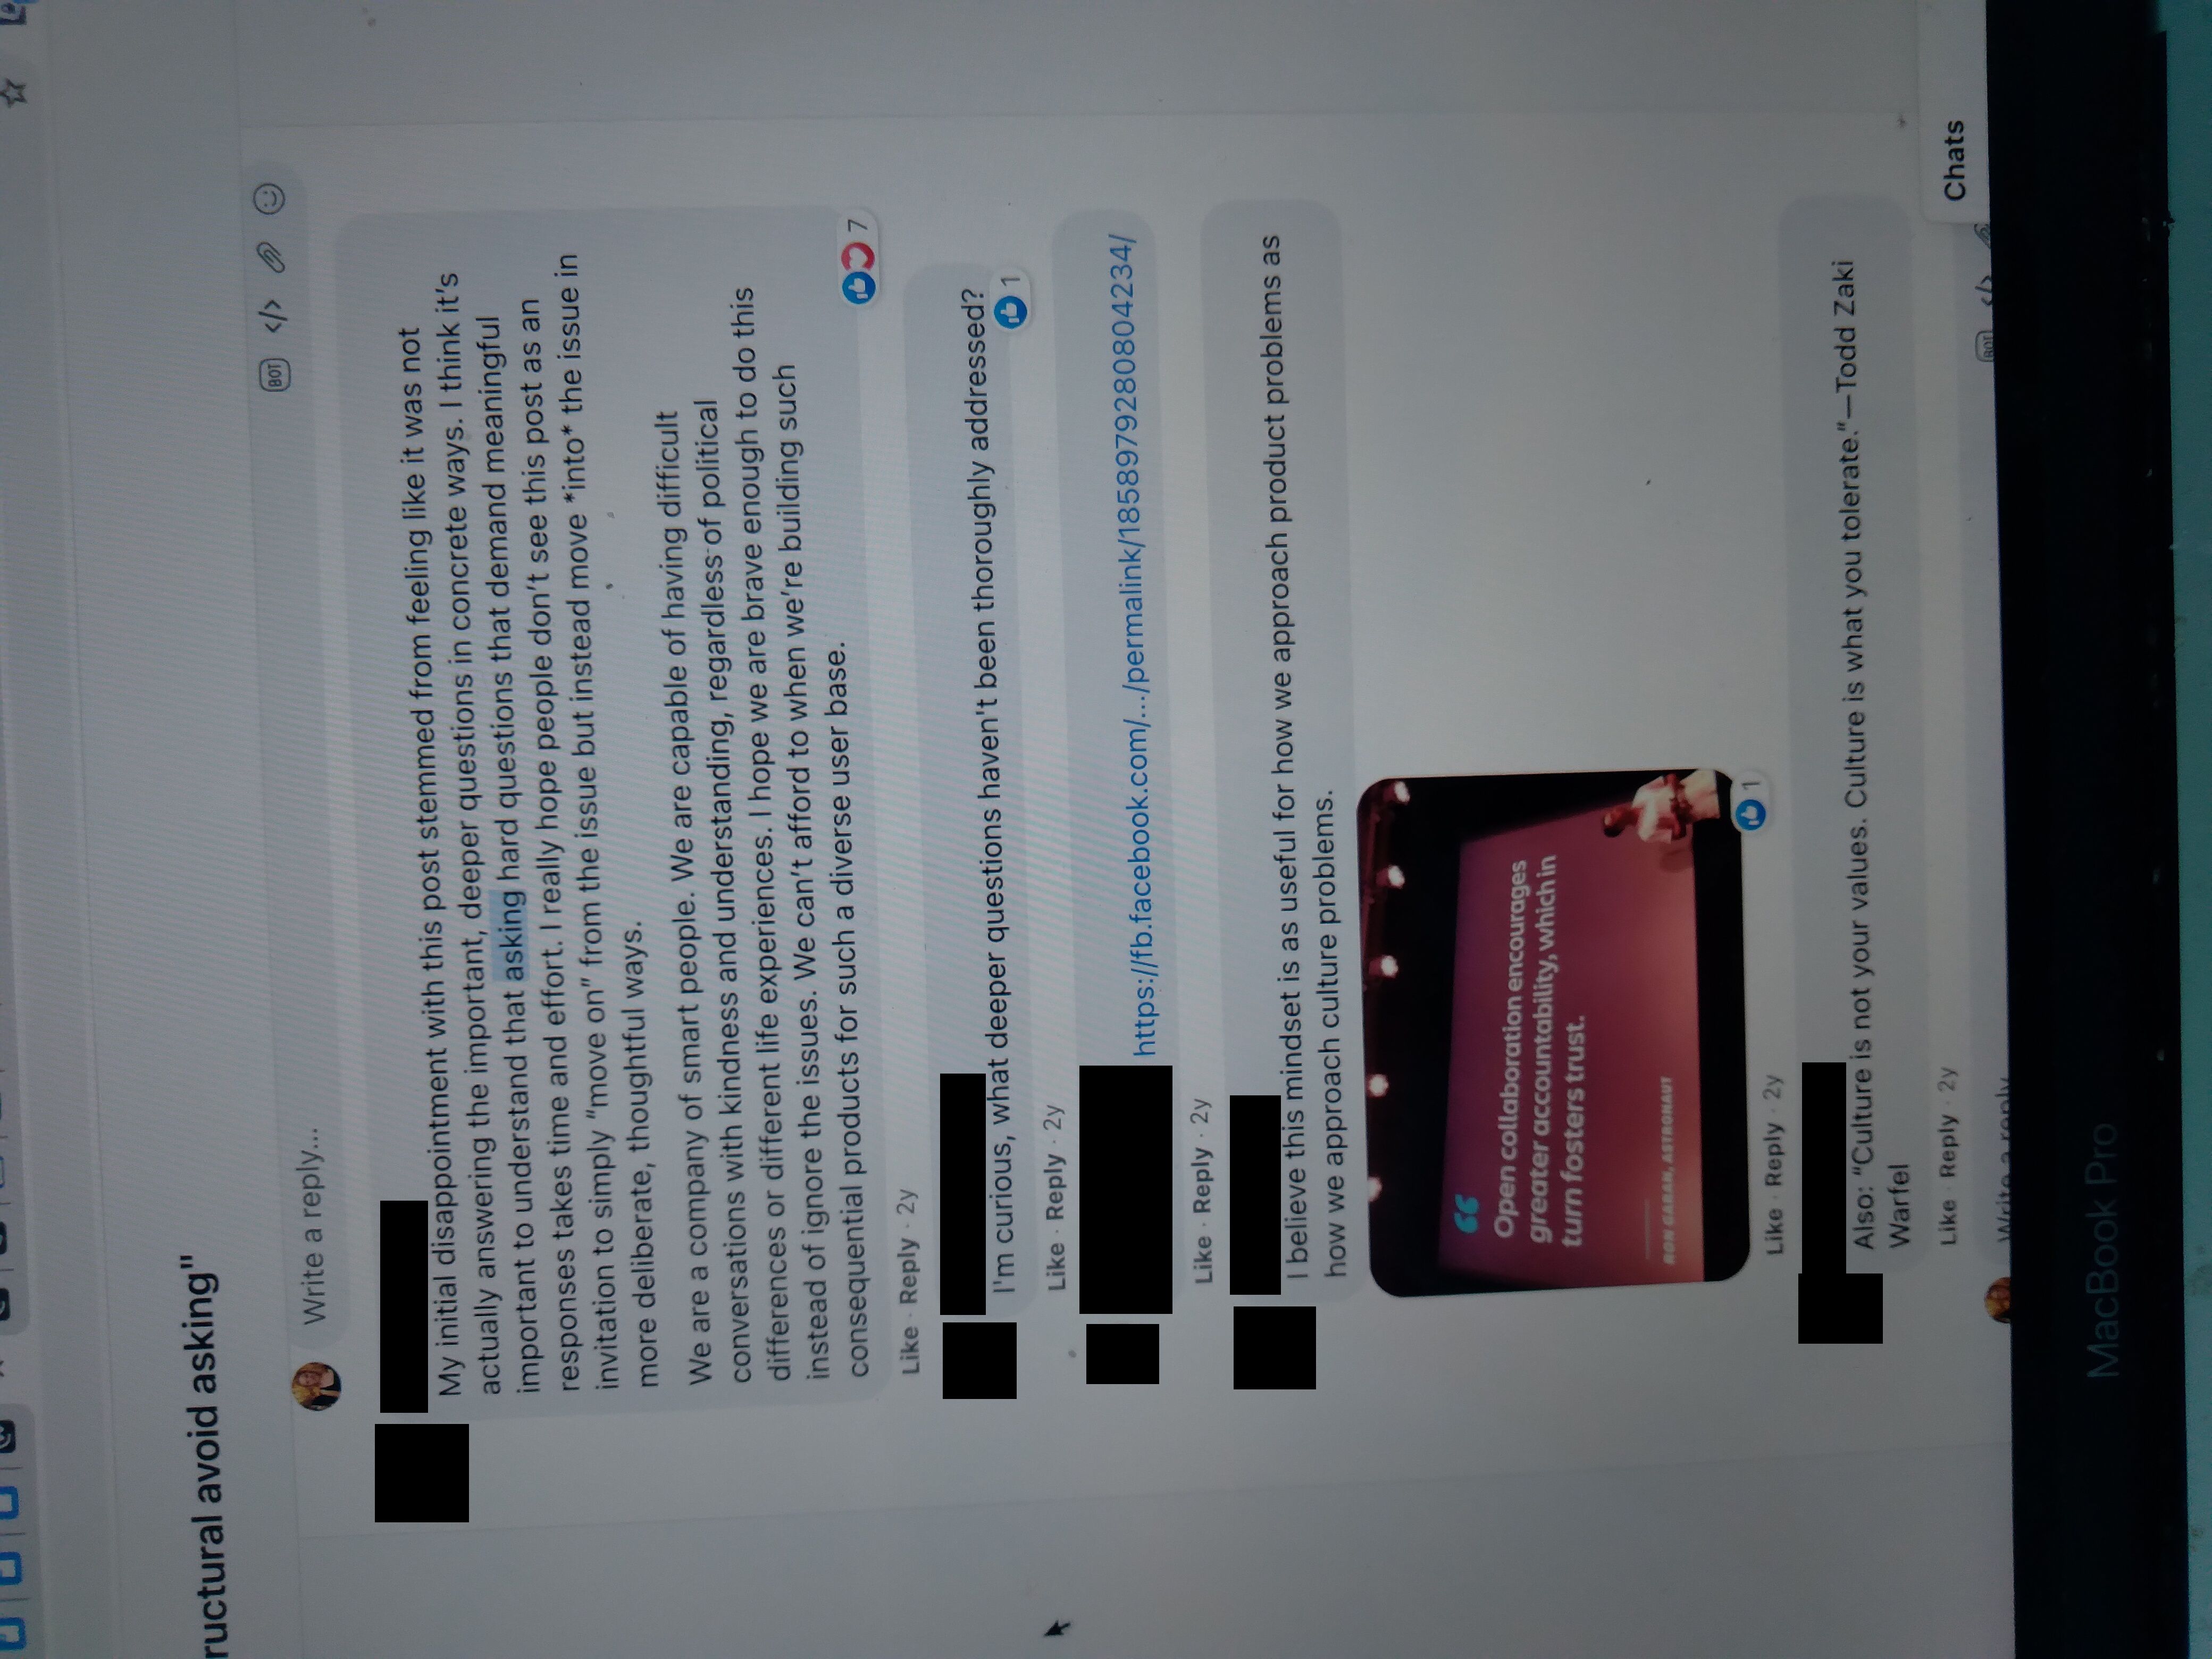 ructural avoid asking"
Write a reply...
BOT </>
My initial disappointment with this post stemmed from feeling like it was not
actually answering the important, deeper questions in concrete ways. I think it's
important to understand that asking hard questions that demand meaningful
responses takes time and effort. I really hope people don't see this post as an
invitation to simply “move on” from the issue but instead move *into* the issue in
more deliberate, thoughtful ways.
We are a company of smart people. We are capable of having difficult
conversations with kindness and understanding, regardless of political
differences or different life experiences. I hope we are brave enough to do this
instead of ignore the issues. We can't afford to when we're building such
consequential products for such a diverse user base.
7
Like · Reply · 2y
I'm curious, what deeper questions haven't been thoroughly addressed?
1
Like · Reply · 2y
https://fb.facebook.com/.../permalink/1858979280804234/
Like · Reply · 2y
I believe this mindset is as useful for how we approach product problems as
how we approach culture problems.
“
Open collaboration encourages
greater accountability, which in
turn fosters trust.
RON GARAN, ASTRONAUT
1
Like · Reply · 2y
Also: “Culture is not your values. Culture is what you tolerate.”—Todd Zaki
Warfel
Like · Reply · 2y
Write a reply
BOT </>
Chats
MacBook Pro